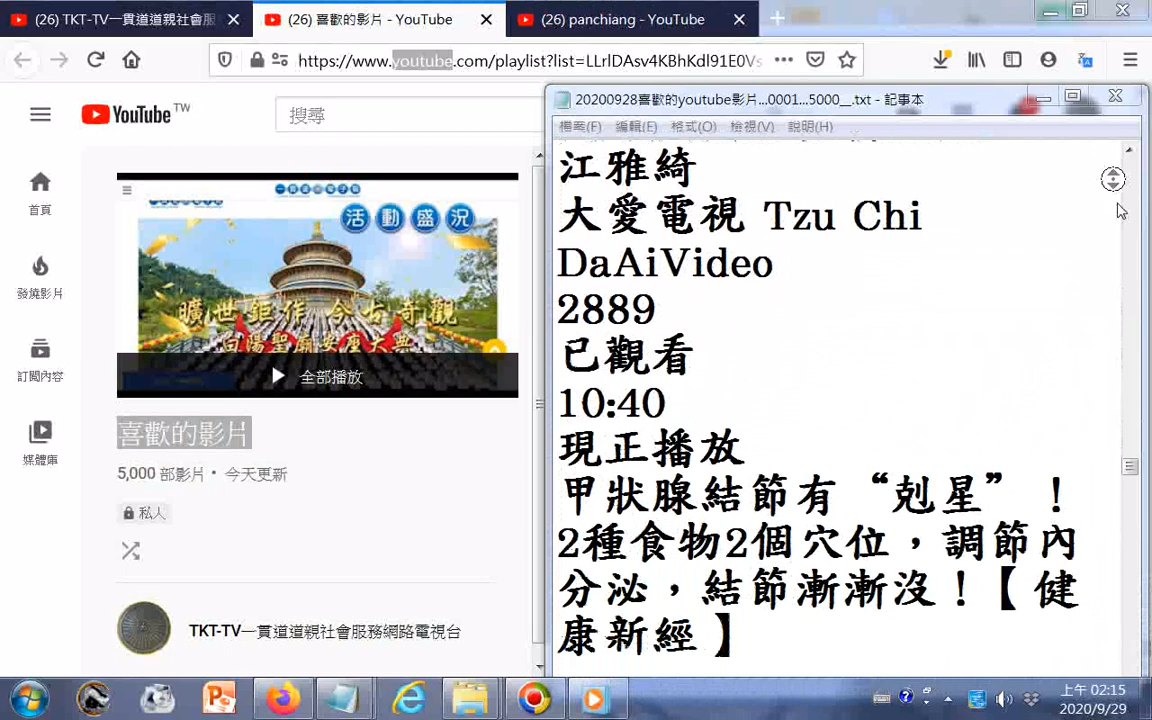 (26) TKT-TV一貫道道親社會服
(26) 喜歡的影片 - YouTube
(26) panchiang - YouTube
https://www.youtube.com/playlist?list=LLrlDAsv4KBhKdl91E0Vs
YouTube TW
搜尋
首頁
發燒影片
訂閱內容
媒體庫
活動盛況
曠世鉅作 今古奇觀
白陽聖廟安座大典
全部播放
喜歡的影片
5,000 部影片・今天更新
私人
TKT-TV一貫道道親社會服務網路電視台
20200928喜歡的youtube影片...0001...5000__.txt - 記事本
檔案(F) 編輯(E) 格式(O) 檢視(V) 說明(H)
江雅綺
大愛電視 Tzu Chi
DaAiVideo
2889
已觀看
10:40
現正播放
甲狀腺結節有“剋星”！
2種食物2個穴位，調節內
分泌，結節漸漸沒！【健
康新經】
上午 02:15
2020/9/29